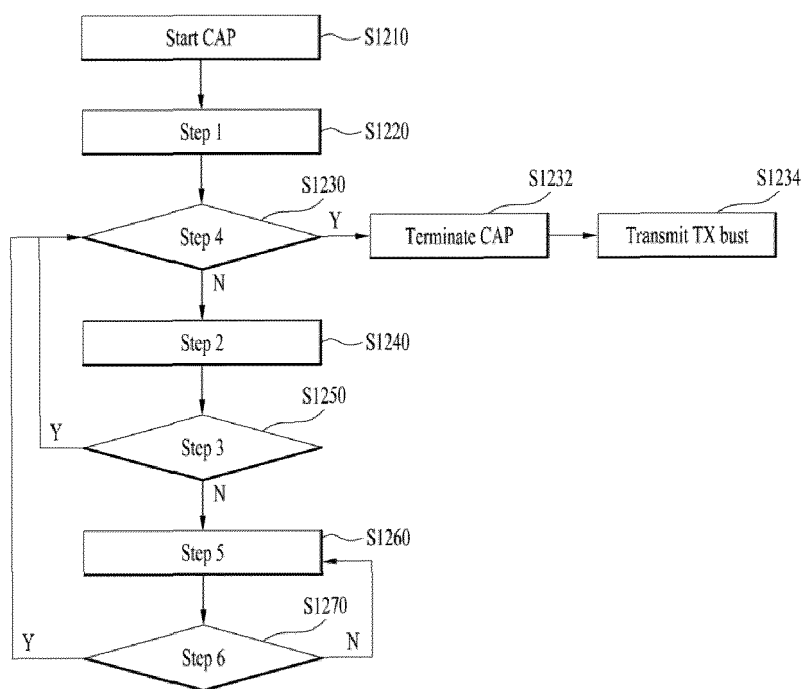 Start CAP
S1210
Step 1
S1220
S1230
Step 4
Y
N
S1232
Terminate CAP
S1234
Transmit TX bust
Step 2
S1240
S1250
Step 3
Y
N
Step 5
S1260
S1270
Step 6
Y
N